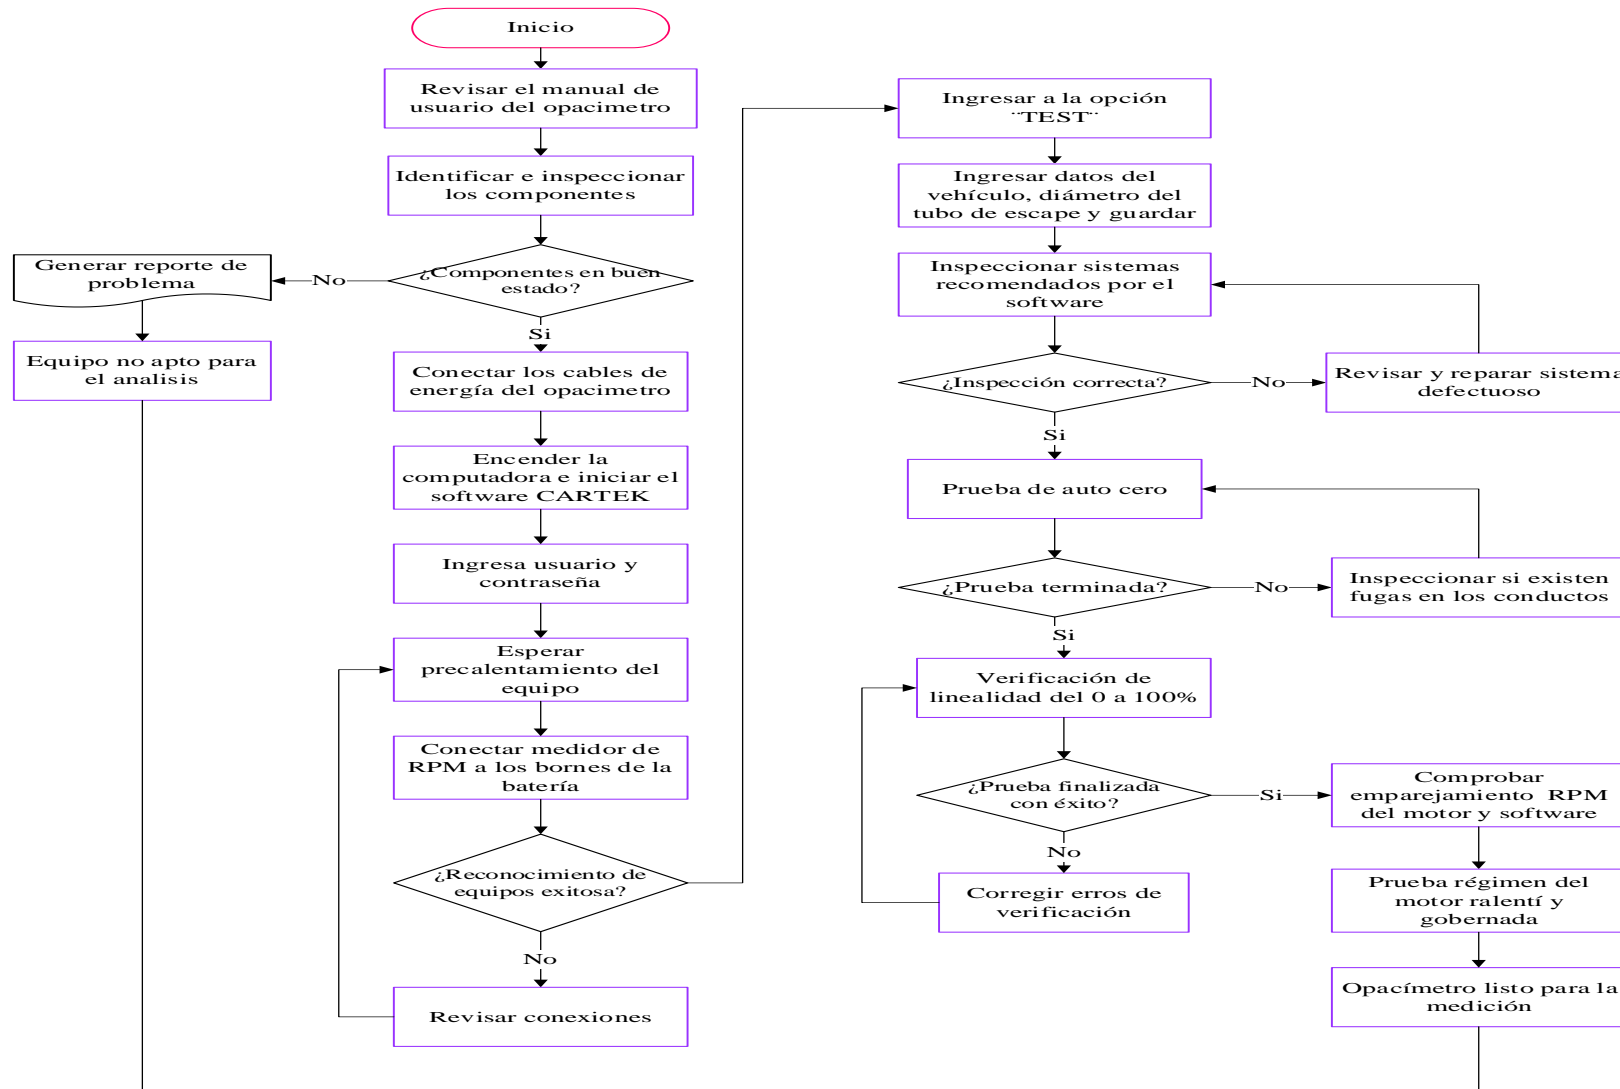 Inicio
Revisar el manual de
usuario del opacimetro
Identificar e inspeccionar
los componentes
¿Componentes en buen
estado?
No
Generar reporte de
problema
Equipo no apto para
el analisis
Si
Conectar los cables de
energía del opacimetro
Encender la
computadora e iniciar el
software CARTEK
Ingresa usuario y
contraseña
Esperar
precalentamiento del
equipo
Conectar medidor de
RPM a los bornes de la
batería
¿Reconocimiento de
equipos exitosa?
No
Revisar conexiones
Ingresar a la opción
¨TEST¨
Ingresar datos del
vehículo, diámetro del
tubo de escape y guardar
Inspeccionar sistemas
recomendados por el
software
¿Inspección correcta?
No
Revisar y reparar sistema
defectuoso
Si
Prueba de auto cero
¿Prueba terminada?
No
Inspeccionar si existen
fugas en los conductos
Si
Verificación de
linealidad del 0 a 100%
¿Prueba finalizada
con éxito?
No
Corregir erros de
verificación
Si
Comprobar
emparejamiento RPM
del motor y software
Prueba régimen del
motor ralentí y
gobernada
Opacímetro listo para la
medición